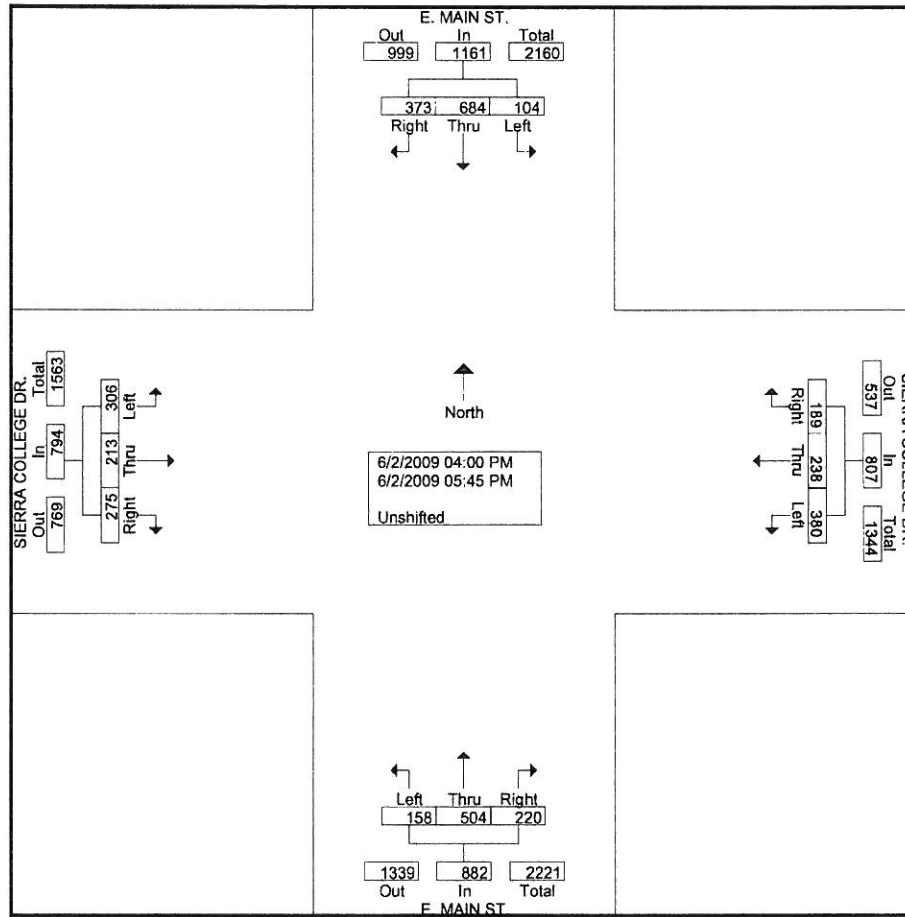 E. MAIN ST.
Out In Total
999 1161 2160
373 684 104
Right Thru Left
SIERRA COLLEGE DR.
Total In Out
1563 794 769
306 213 275
Left Thru Right
North
6/2/2009 04:00 PM
6/2/2009 05:45 PM
Unshifted
Right Thru Left
189 238 380
Out In Total
537 807 1344
COLLEGE DR.
Left Thru Right
158 504 220
1339 882 2221
Out In Total
E. MAIN ST.